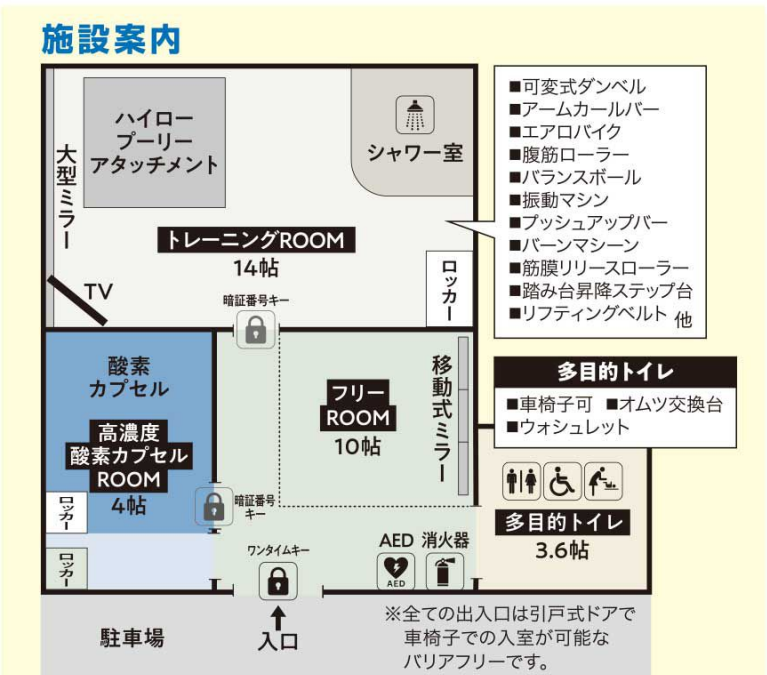 施設案内
ハイロー
プーリー
アタッチメント
大型ミラー
シャワー室
トレーニングROOM
14帖
TV
ロッカー
暗証番号キー
■可変式ダンベル
■アームカールバー
■エアロバイク
■腹筋ローラー
■バランスボール
■振動マシン
■プッシュアップバー
■バーンマシーン
■筋膜リリースローラー
■踏み台昇降ステップ台
■リフティングベルト 他
酸素
カプセル
高濃度
酸素カプセル
ROOM
4帖
ロッカー
ロッカー
暗証番号
キー
フリー
ROOM
10帖
移動式ミラー
多目的トイレ
■車椅子可 ■オムツ交換台
■ウォシュレット
多目的トイレ
3.6帖
AED 消火器
AED
ワンタイムキー
入口
駐車場
※全ての出入口は引戸式ドアで
車椅子での入室が可能な
バリアフリーです。